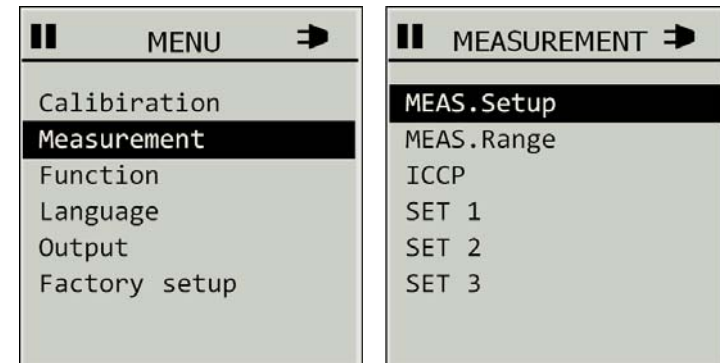 MENU
Calibiration
Measurement
Function
Language
Output
Factory setup
MEASUREMENT
MEAS.Setup
MEAS.Range
ICCP
SET 1
SET 2
SET 3